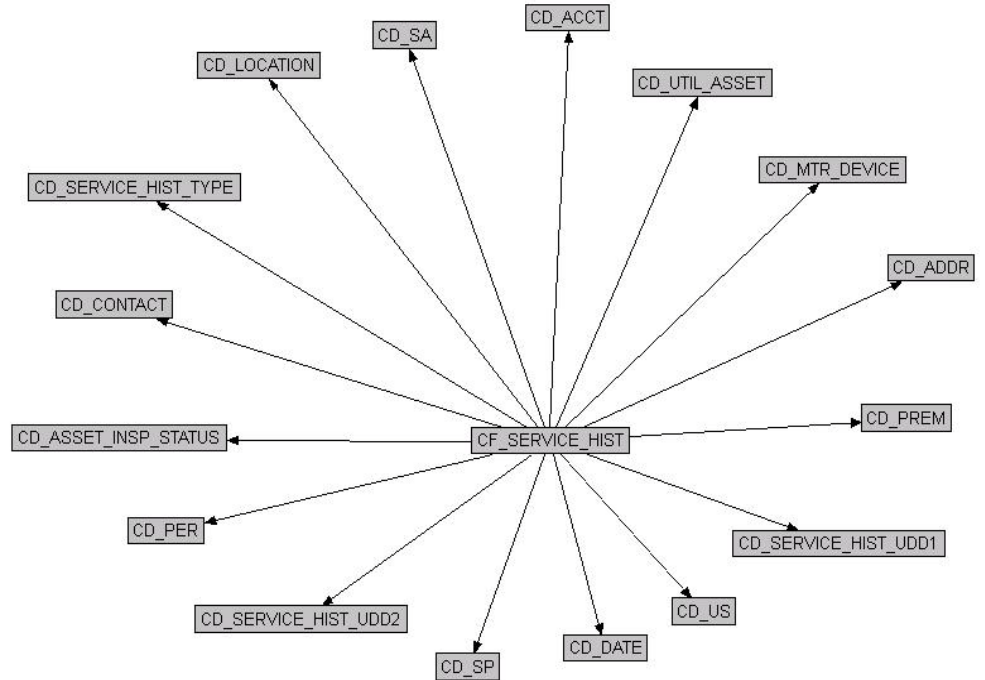 CD_ACCT
CD_SA
CD_LOCATION
CD_UTIL_ASSET
CD_MTR_DEVICE
CD_SERVICE_HIST_TYPE
CD_ADDR
CD_CONTACT
CD_PREM
CD_ASSET_INSP_STATUS
CF_SERVICE_HIST
CD_PER
CD_SERVICE_HIST_UDD1
CD_US
CD_SERVICE_HIST_UDD2
CD_DATE
CD_SP